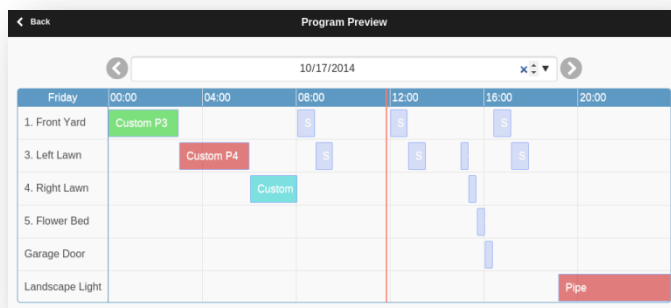 Back
Program Preview
10/17/2014
Friday 00:00 04:00 08:00 12:00 16:00 20:00
1. Front Yard Custom P3 S S S
3. Left Lawn Custom P4 S S S
4. Right Lawn Custom
5. Flower Bed
Garage Door
Landscape Light Pipe